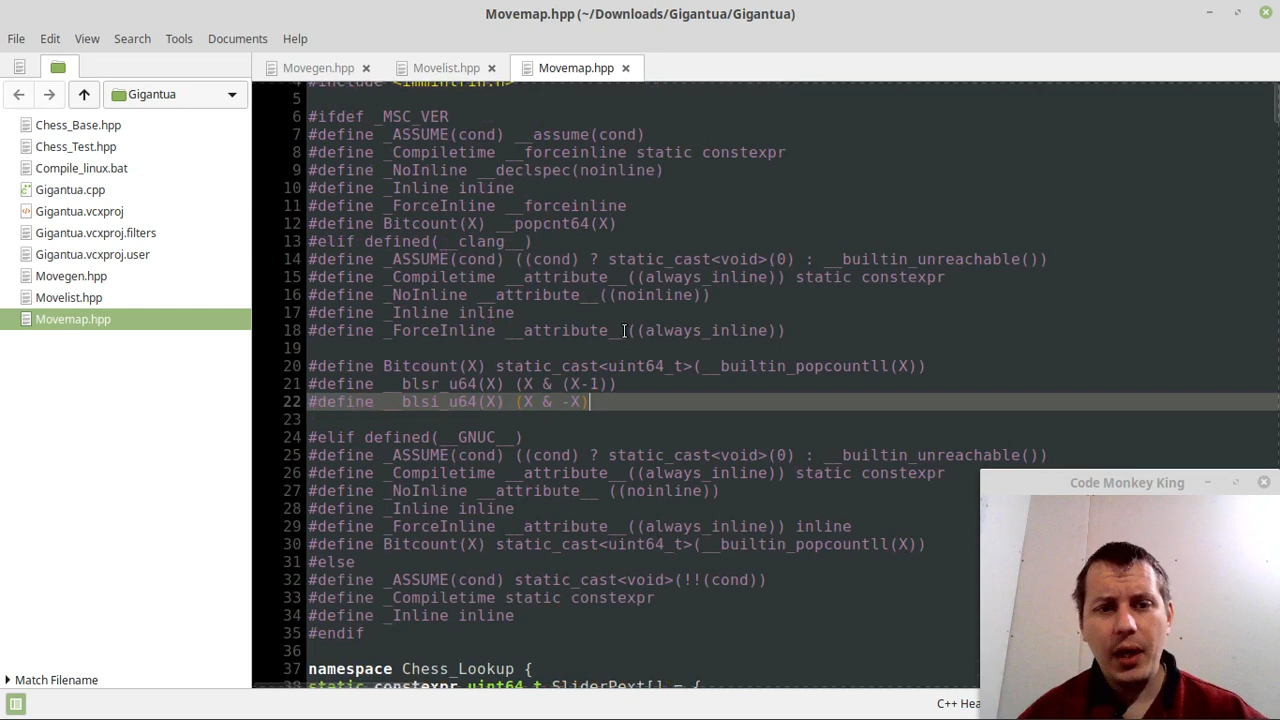 Movemap.hpp (~/Downloads/Gigantua/Gigantua)
File Edit View Search Tools Documents Help
Movegen.hpp Movelist.hpp Movemap.hpp
Gigantua
Chess_Base.hpp
Chess_Test.hpp
Compile_linux.bat
Gigantua.cpp
Gigantua.vcxproj
Gigantua.vcxproj.filters
Gigantua.vcxproj.user
Movegen.hpp
Movelist.hpp
Movemap.hpp
Match Filename
4 #include <immintrin.h>
5
6 #ifdef _MSC_VER
7 #define _ASSUME(cond) __assume(cond)
8 #define _Compiletime __forceinline static constexpr
9 #define _NoInline __declspec(noinline)
10 #define _Inline inline
11 #define _ForceInline __forceinline
12 #define Bitcount(X) __popcnt64(X)
13 #elif defined(__clang__)
14 #define _ASSUME(cond) ((cond) ? static_cast<void>(0) : __builtin_unreachable())
15 #define _Compiletime __attribute__((always_inline)) static constexpr
16 #define _NoInline __attribute__((noinline))
17 #define _Inline inline
18 #define _ForceInline __attribute__((always_inline))
19
20 #define Bitcount(X) static_cast<uint64_t>(__builtin_popcountll(X))
21 #define __blsr_u64(X) (X & (X-1))
22 #define __blsi_u64(X) (X & -X)
23
24 #elif defined(__GNUC__)
25 #define _ASSUME(cond) ((cond) ? static_cast<void>(0) : __builtin_unreachable())
26 #define _Compiletime __attribute__((always_inline)) static constexpr
27 #define _NoInline __attribute__ ((noinline))
28 #define _Inline inline
29 #define _ForceInline __attribute__((always_inline)) inline
30 #define Bitcount(X) static_cast<uint64_t>(__builtin_popcountll(X))
31 #else
32 #define _ASSUME(cond) static_cast<void>(!!(cond))
33 #define _Compiletime static constexpr
34 #define _Inline inline
35 #endif
36
37 namespace Chess_Lookup {
38 static constexpr uint64_t SliderPext[] = {
Code Monkey King
C++ Hea